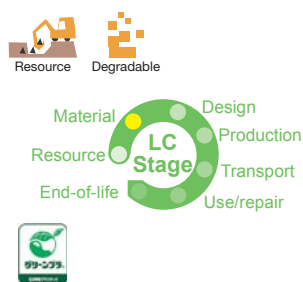 Resource Degradable
Design
Material
Production
LC
Stage
Resource
Transport
End-of-life
Use/repair
グリーンプラ